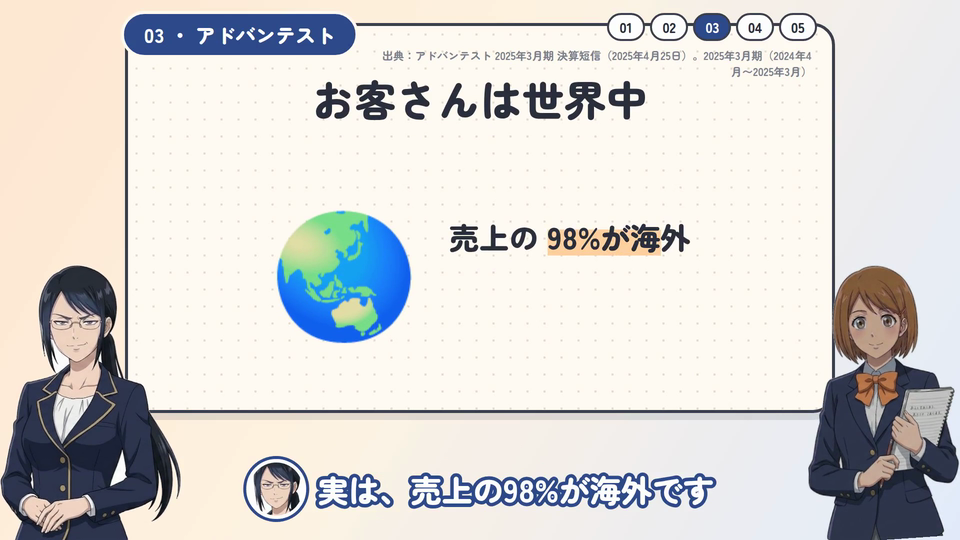 03 ・ アドバンテスト
01 02 03 04 05
出典：アドバンテスト 2025年3月期 決算短信（2025年4月25日）。2025年3月期（2024年4
月〜2025年3月）
お客さんは世界中
売上の 98%が海外
実は、売上の98%が海外です